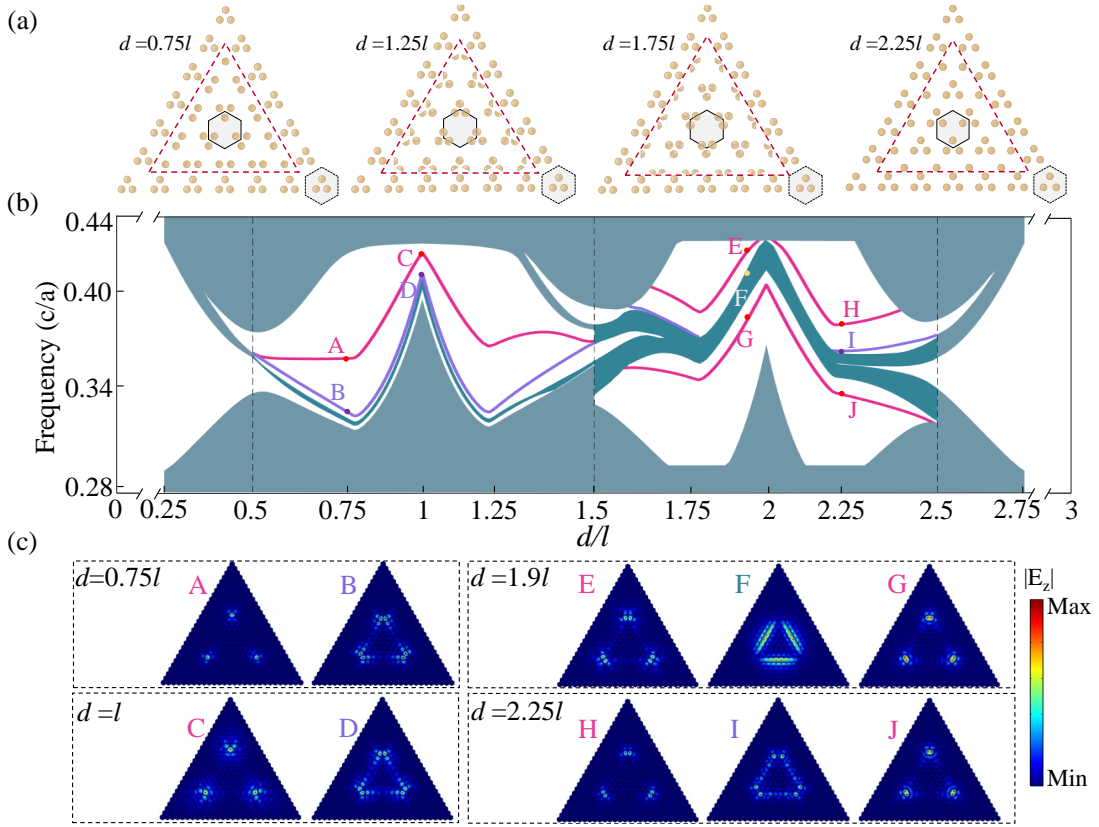 (a)
d=0.75l
d=1.25l
d=1.75l
d=2.25l
(b)
Frequency (c/a)
0.44
0.40
0.34
0.28
A
B
C
D
E
F
G
H
I
J
0
0.25
0.5
0.75
1
1.25
1.5
1.75
2
2.25
2.5
2.75
3
d/l
(c)
d=0.75l
A
B
d=1.9l
E
F
G
|E_z|
Max
d=l
C
D
d=2.25l
H
I
J
Min